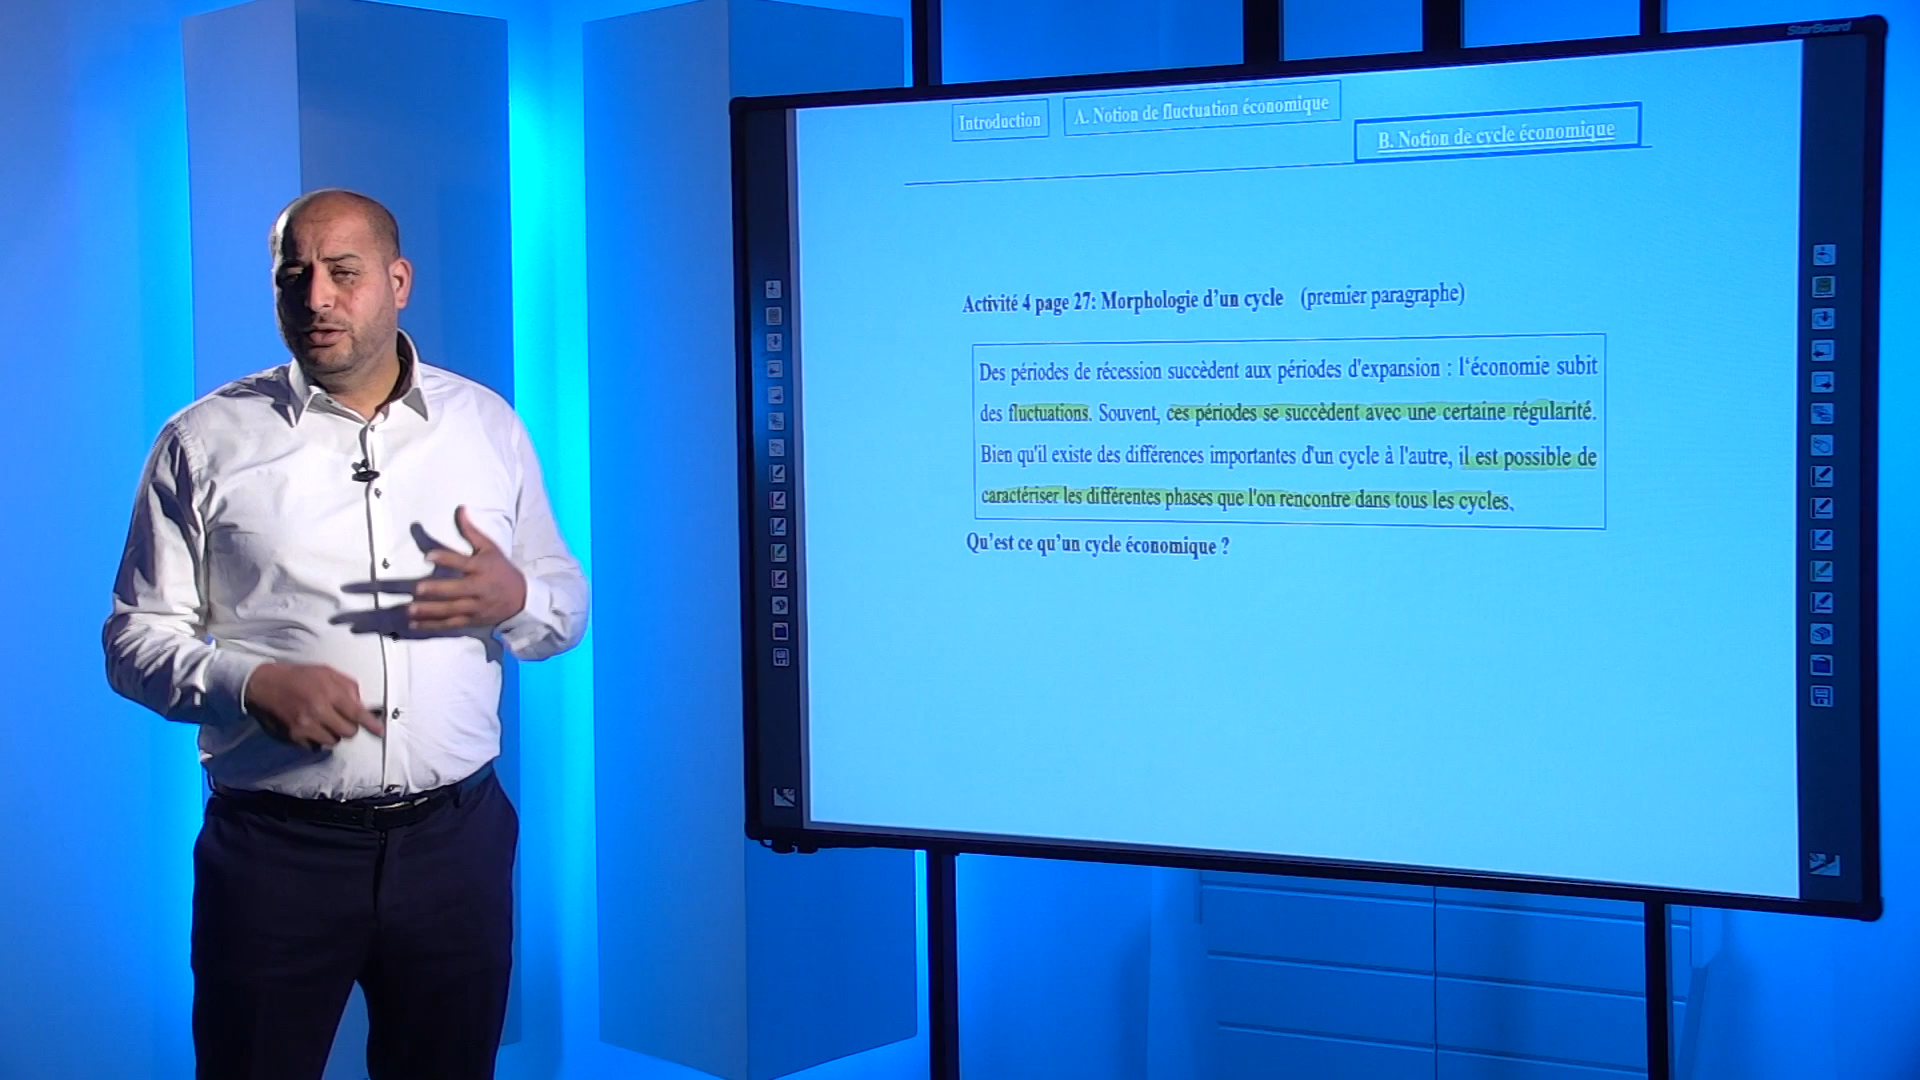 StarBoard
Introduction
A. Notion de fluctuation économique
B. Notion de cycle économique
Activité 4 page 27: Morphologie d’un cycle (premier paragraphe)
Des périodes de récession succèdent aux périodes d'expansion : l‘économie subit
des fluctuations. Souvent, ces périodes se succèdent avec une certaine régularité.
Bien qu'il existe des différences importantes d'un cycle à l'autre, il est possible de
caractériser les différentes phases que l'on rencontre dans tous les cycles.
Qu’est ce qu’un cycle économique ?